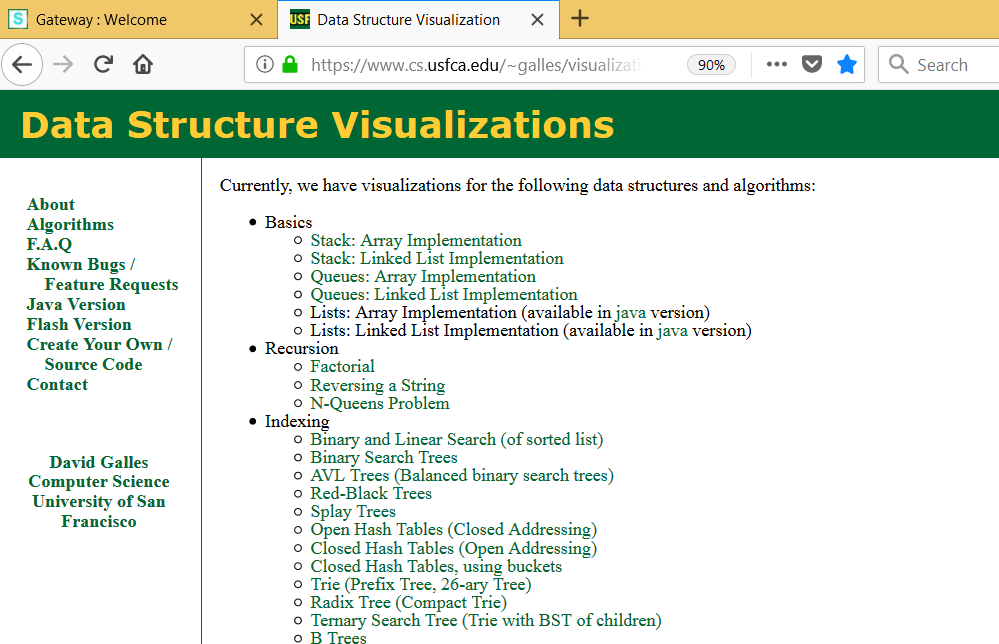 Gateway : Welcome
USF Data Structure Visualization
https://www.cs.usfca.edu/~galles/visualizati
90%
Search
Data Structure Visualizations
About
Algorithms
F.A.Q
Known Bugs /
Feature Requests
Java Version
Flash Version
Create Your Own /
Source Code
Contact
David Galles
Computer Science
University of San
Francisco
Currently, we have visualizations for the following data structures and algorithms:
Basics
Stack: Array Implementation
Stack: Linked List Implementation
Queues: Array Implementation
Queues: Linked List Implementation
Lists: Array Implementation (available in java version)
Lists: Linked List Implementation (available in java version)
Recursion
Factorial
Reversing a String
N-Queens Problem
Indexing
Binary and Linear Search (of sorted list)
Binary Search Trees
AVL Trees (Balanced binary search trees)
Red-Black Trees
Splay Trees
Open Hash Tables (Closed Addressing)
Closed Hash Tables (Open Addressing)
Closed Hash Tables, using buckets
Trie (Prefix Tree, 26-ary Tree)
Radix Tree (Compact Trie)
Ternary Search Tree (Trie with BST of children)
B Trees